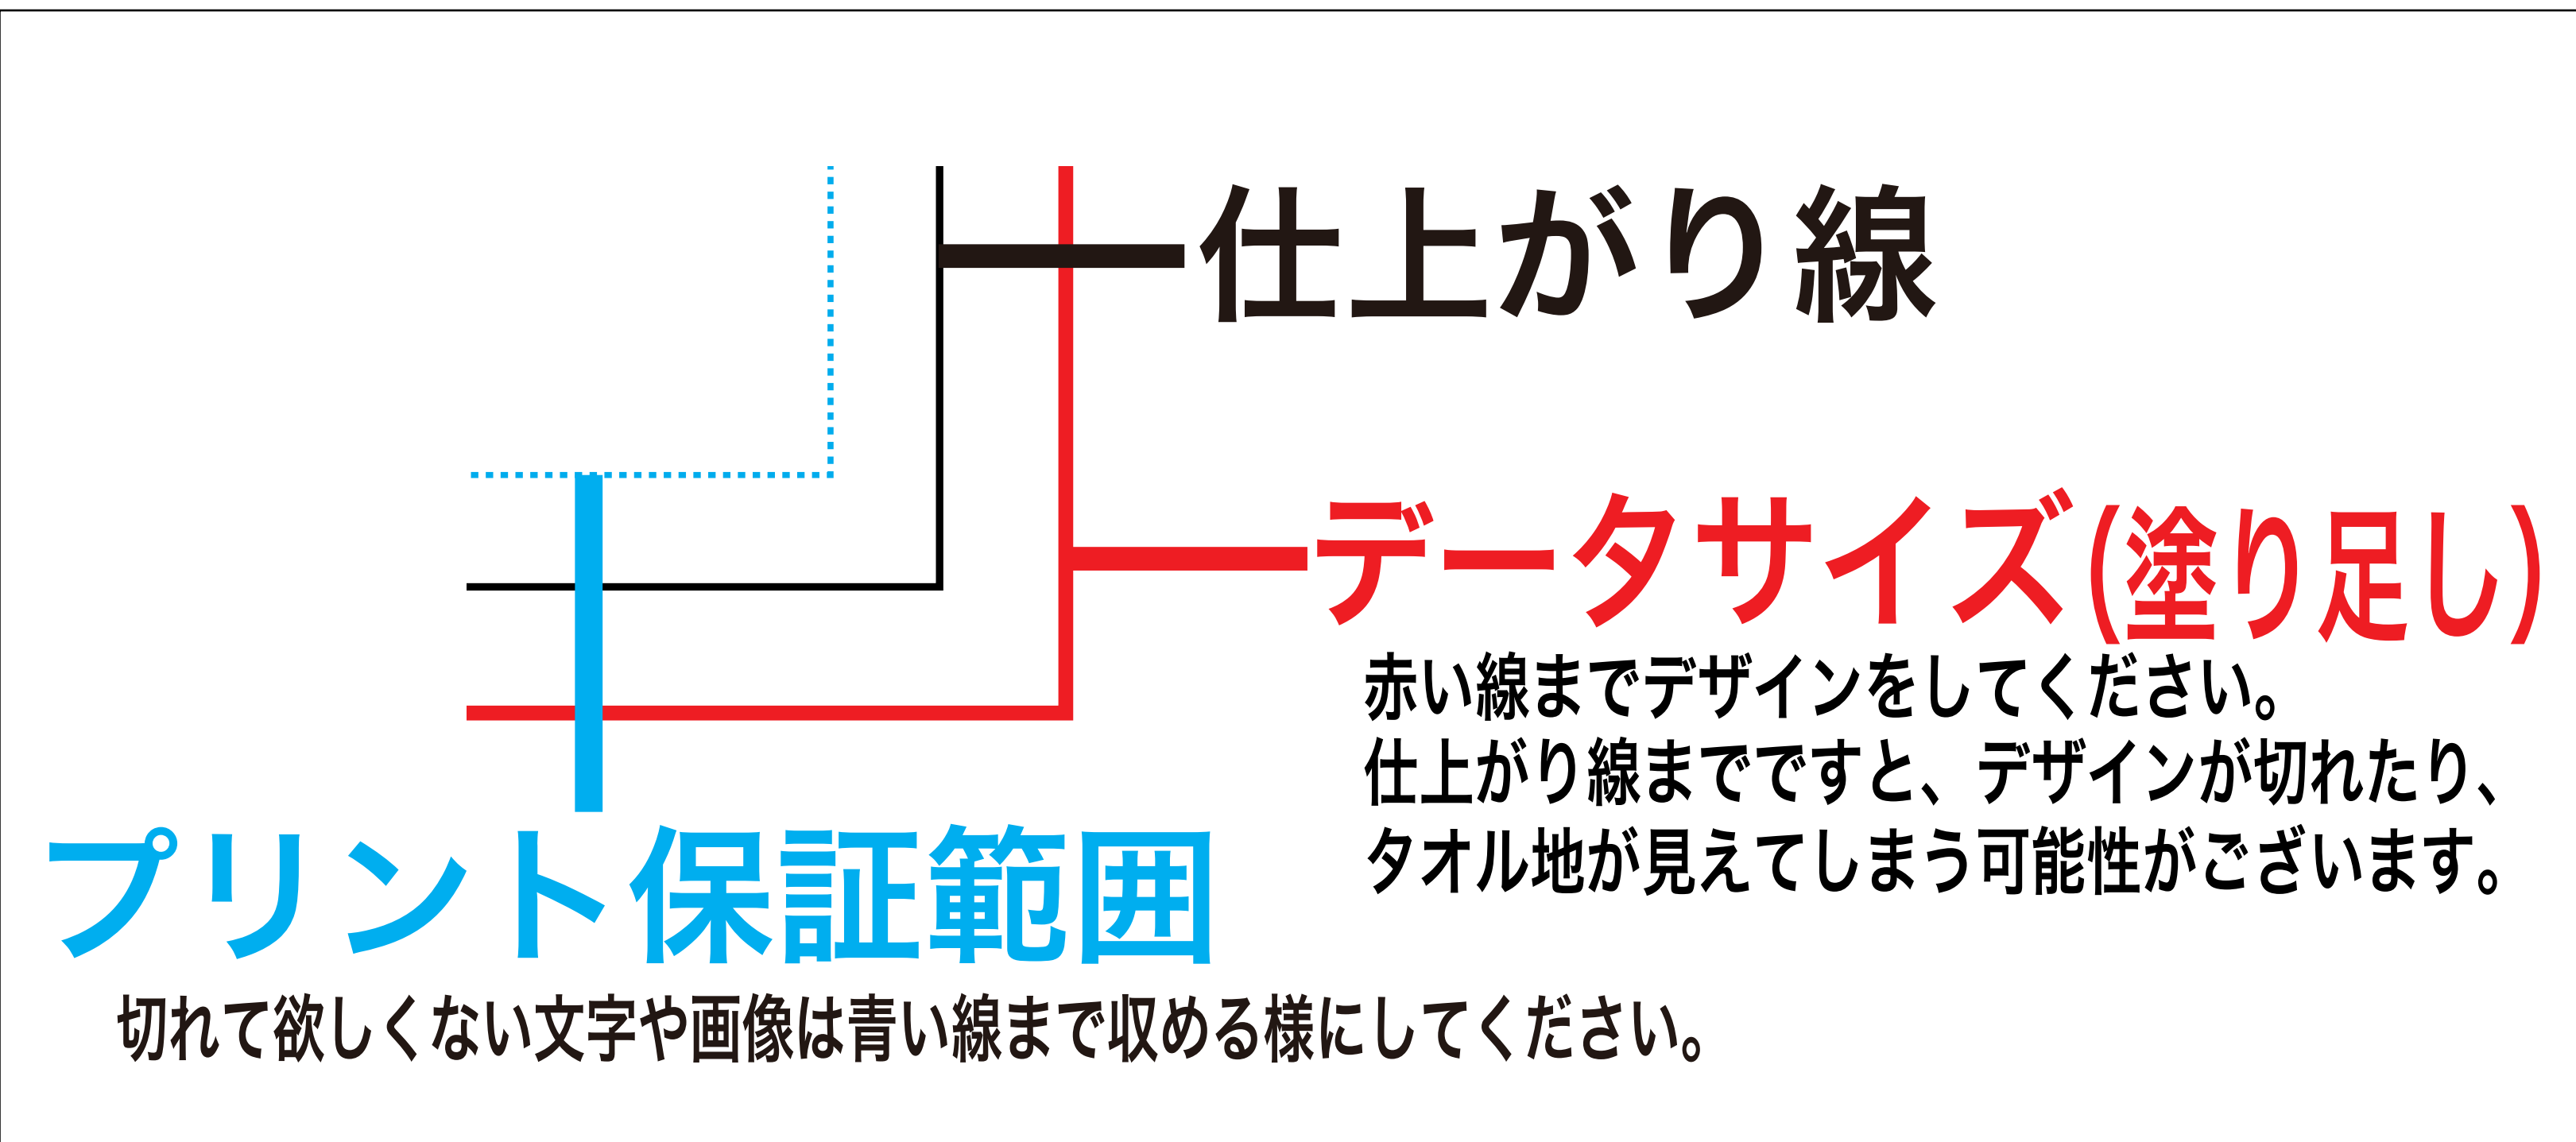 仕上がり線
データサイズ(塗り足し)
赤い線までデザインをしてください。
仕上がり線まででですと、デザインが切れたり、
タオル地が見えてしまう可能性がございます。
プリント保証範囲
切れて欲しくない文字や画像は青い線まで収める様にしてください。